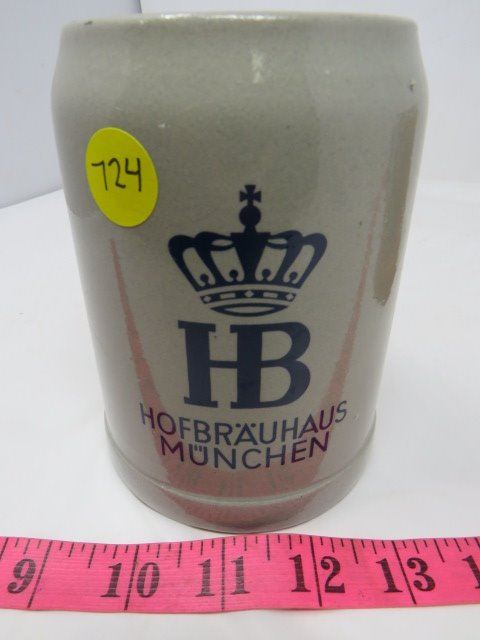 724
HB
HOFBRÄUHAUS
MÜNCHEN
9 10 11 12 13